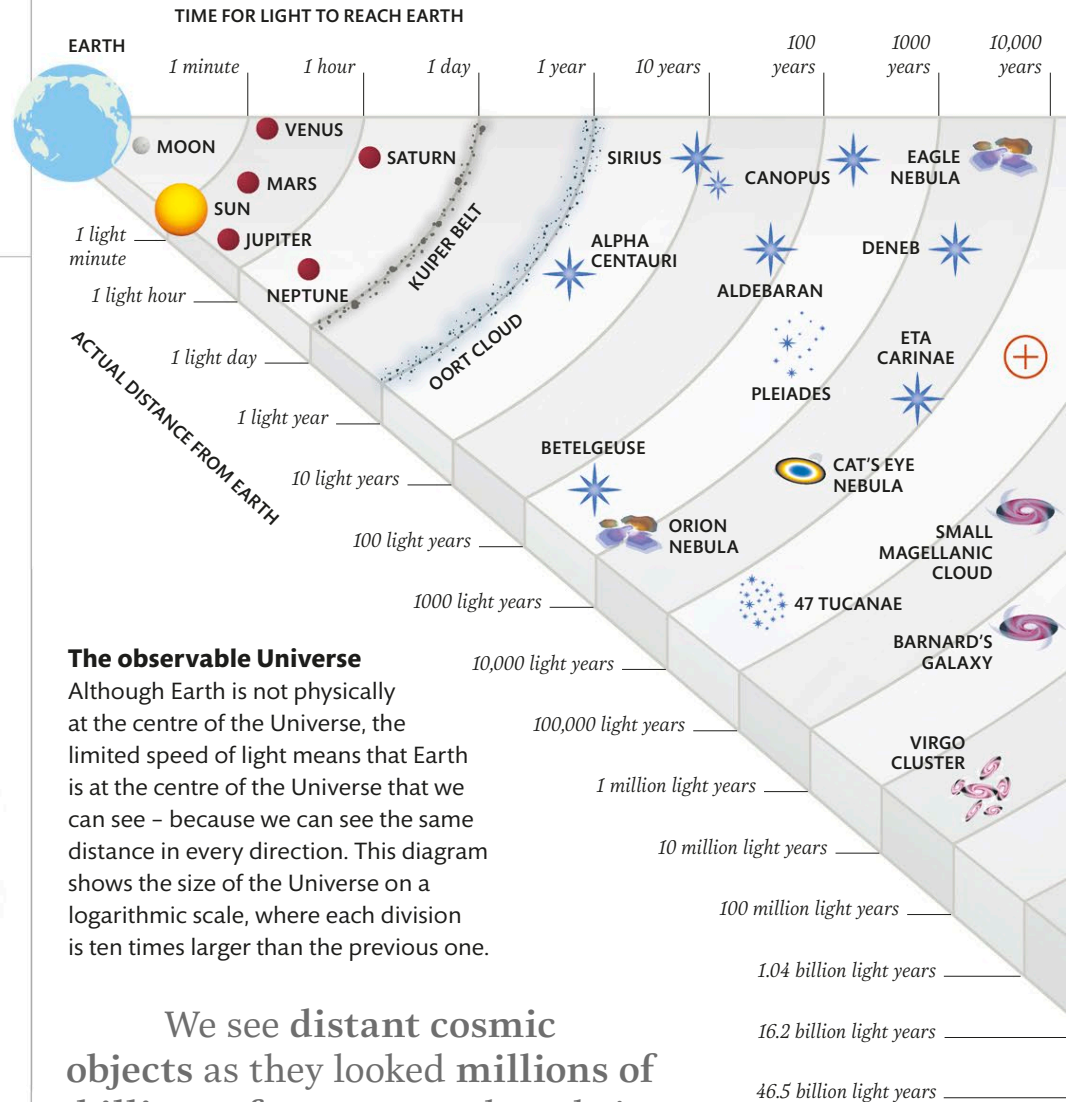 TIME FOR LIGHT TO REACH EARTH
EARTH
1 minute
1 hour
1 day
1 year
10 years
100
years
1000
years
10,000
years
MOON
VENUS
SATURN
MARS
SUN
JUPITER
NEPTUNE
KUIPER BELT
OORT CLOUD
SIRIUS
ALPHA
CENTAURI
CANOPUS
EAGLE
NEBULA
ALDEBARAN
DENEB
PLEIADES
ETA
CARINAE
BETELGEUSE
CAT'S EYE
NEBULA
ORION
NEBULA
SMALL
MAGELLANIC
CLOUD
47 TUCANAE
BARNARD'S
GALAXY
VIRGO
CLUSTER
ACTUAL DISTANCE FROM EARTH
1 light
minute
1 light hour
1 light day
1 light year
10 light years
100 light years
1000 light years
10,000 light years
100,000 light years
1 million light years
10 million light years
100 million light years
1.04 billion light years
16.2 billion light years
46.5 billion light years
The observable Universe
Although Earth is not physically
at the centre of the Universe, the
limited speed of light means that Earth
is at the centre of the Universe that we
can see – because we can see the same
distance in every direction. This diagram
shows the size of the Universe on a
logarithmic scale, where each division
is ten times larger than the previous one.
We see distant cosmic
objects as they looked millions of